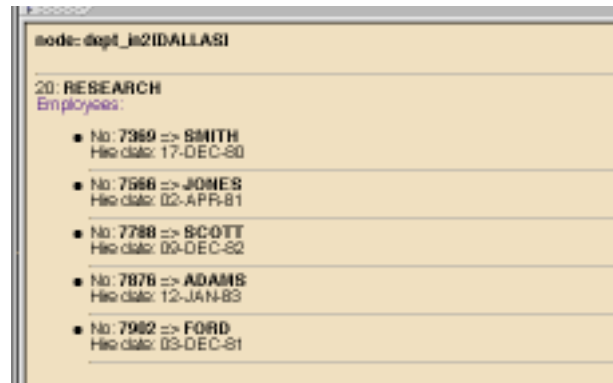 node: dept_in2[DALLAS]
20: RESEARCH
Employees:
No: 7369 => SMITH
Hire date: 17-DEC-80
No: 7566 => JONES
Hire date: 02-APR-81
No: 7788 => SCOTT
Hire date: 09-DEC-82
No: 7876 => ADAMS
Hire date: 12-JAN-83
No: 7902 => FORD
Hire date: 03-DEC-81